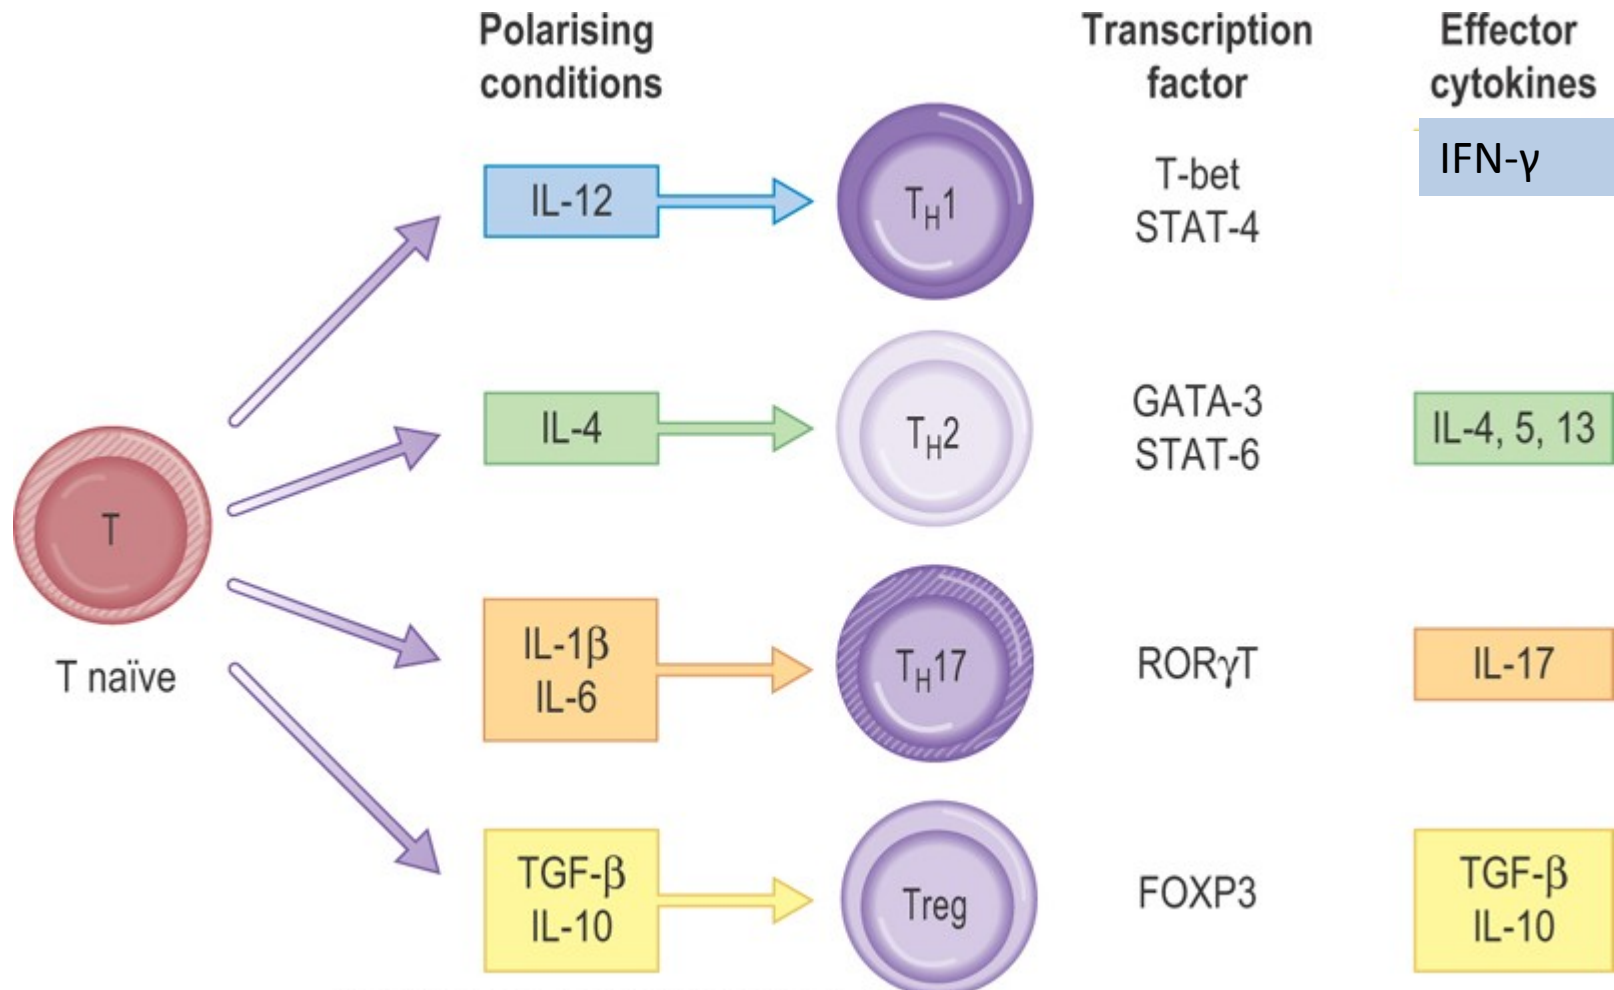 Polarising
conditions
Transcription
factor
Effector
cytokines
IL-12
TH1
T-bet
STAT-4
IFN-γ
IL-4
TH2
GATA-3
STAT-6
IL-4, 5, 13
T
T naïve
IL-1β
IL-6
TH17
RORγT
IL-17
TGF-β
IL-10
Treg
FOXP3
TGF-β
IL-10